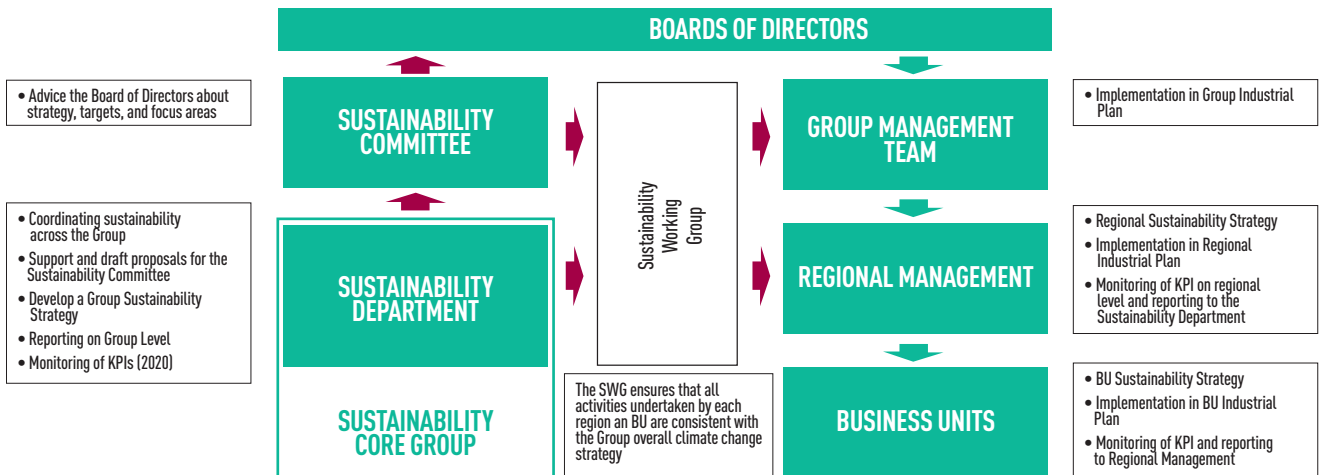 BOARDS OF DIRECTORS
• Advice the Board of Directors about
strategy, targets, and focus areas
SUSTAINABILITY
COMMITTEE
Sustainability
Working
Group
GROUP MANAGEMENT
TEAM
• Implementation in Group Industrial
Plan
• Coordinating sustainability
across the Group
• Support and draft proposals for the
Sustainability Committee
• Develop a Group Sustainability
Strategy
• Reporting on Group Level
• Monitoring of KPIs (2020)
SUSTAINABILITY
DEPARTMENT
REGIONAL MANAGEMENT
• Regional Sustainability Strategy
• Implementation in Regional
Industrial Plan
• Monitoring of KPI on regional
level and reporting to the
Sustainability Department
SUSTAINABILITY
CORE GROUP
The SWG ensures that all
activities undertaken by each
region an BU are consistent with
the Group overall climate change
strategy
BUSINESS UNITS
• BU Sustainability Strategy
• Implementation in BU Industrial
Plan
• Monitoring of KPI and reporting
to Regional Management